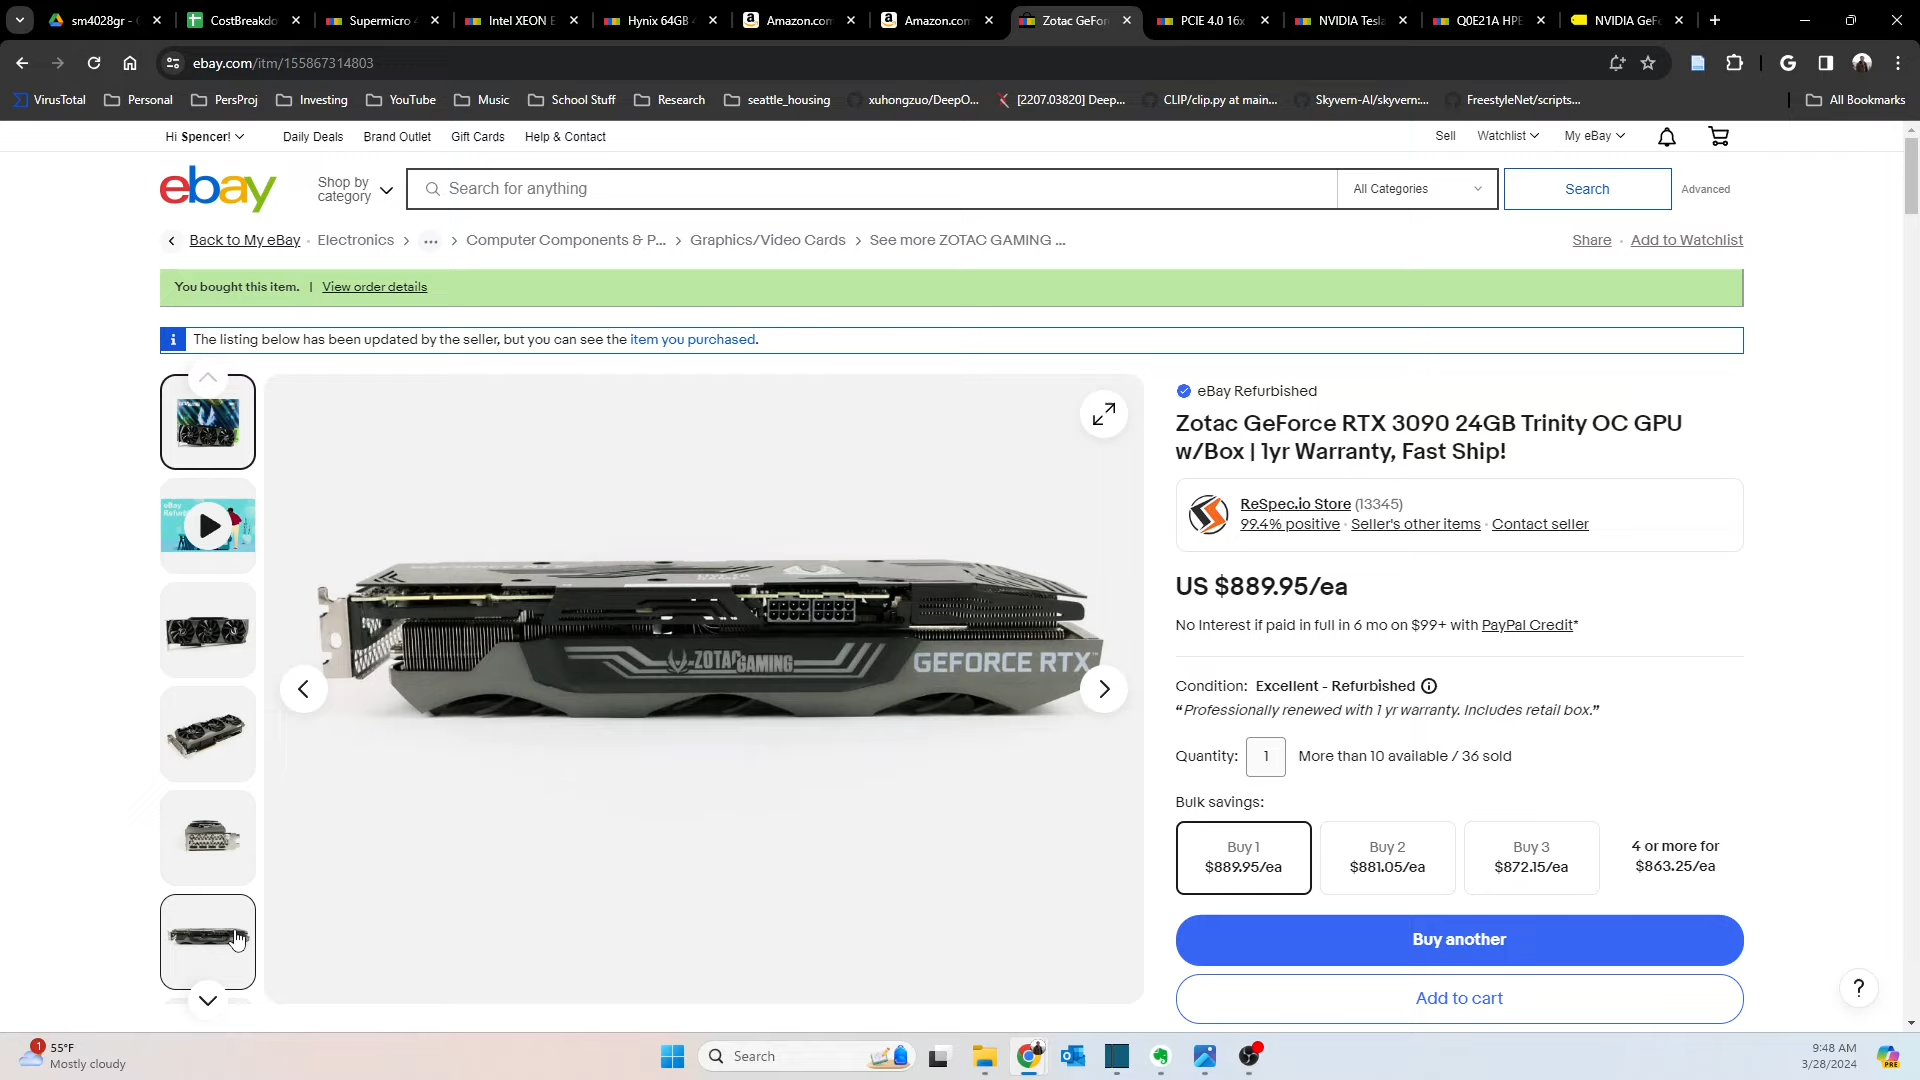 sm4028gr -
CostBreakdo
Supermicro
Intel XEON E
Hynix 64GB
Amazon.com
Amazon.com
Zotac GeFor
PCIE 4.0 16x
NVIDIA Tesla
Q0E21A HPE
NVIDIA GeFo
ebay.com/itm/155867314803
VirusTotal
Personal
PersProj
Investing
YouTube
Music
School Stuff
Research
seattle_housing
xuhongzuo/DeepO...
[2207.03820] Deep...
CLIP/clip.py at main...
Skyvern-AI/skyvern:...
FreestyleNet/scripts...
All Bookmarks
Hi Spencer!
Daily Deals
Brand Outlet
Gift Cards
Help & Contact
Sell
Watchlist
My eBay
ebay
Shop by
category
Search for anything
All Categories
Search
Advanced
Back to My eBay
Electronics
...
Computer Components & P...
Graphics/Video Cards
See more ZOTAC GAMING ...
Share
Add to Watchlist
You bought this item. | View order details
The listing below has been updated by the seller, but you can see the item you purchased.
ZOTAC GAMING
GEFORCE RTX
eBay Refurbished
Zotac GeForce RTX 3090 24GB Trinity OC GPU
w/Box | 1yr Warranty, Fast Ship!
ReSpec.io Store (13345)
99.4% positive · Seller's other items · Contact seller
US $889.95/ea
No Interest if paid in full in 6 mo on $99+ with PayPal Credit*
Condition: Excellent - Refurbished
“Professionally renewed with 1 yr warranty. Includes retail box.”
Quantity: 1 More than 10 available / 36 sold
Bulk savings:
Buy 1
$889.95/ea
Buy 2
$881.05/ea
Buy 3
$872.15/ea
4 or more for
$863.25/ea
Buy another
Add to cart
?
1
55°F
Mostly cloudy
Search
9:48 AM
3/28/2024
PRE